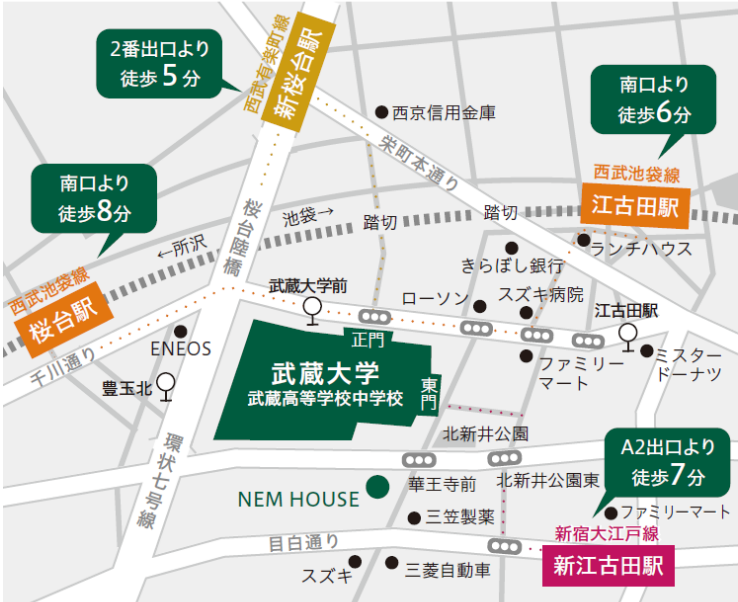 2番出口より
徒歩5分
西武有楽町線
新桜台駅
西京信用金庫
南口より
徒歩6分
西武池袋線
江古田駅
栄町本通り
南口より
徒歩8分
桜台陸橋
池袋→
踏切
踏切
←所沢
ランチハウス
きらぼし銀行
西武池袋線
桜台駅
武蔵大学前
ローソン
スズキ病院
江古田駅
千川通り
ENEOS
正門
武蔵大学
武蔵高等学校中学校
東門
ファミリー
マート
ミスター
ドーナツ
豊玉北
北新井公園
環状七号線
A2出口より
徒歩7分
華王寺前
北新井公園東
NEM HOUSE
三笠製薬
ファミリーマート
新宿大江戸線
新江古田駅
目白通り
スズキ
三菱自動車